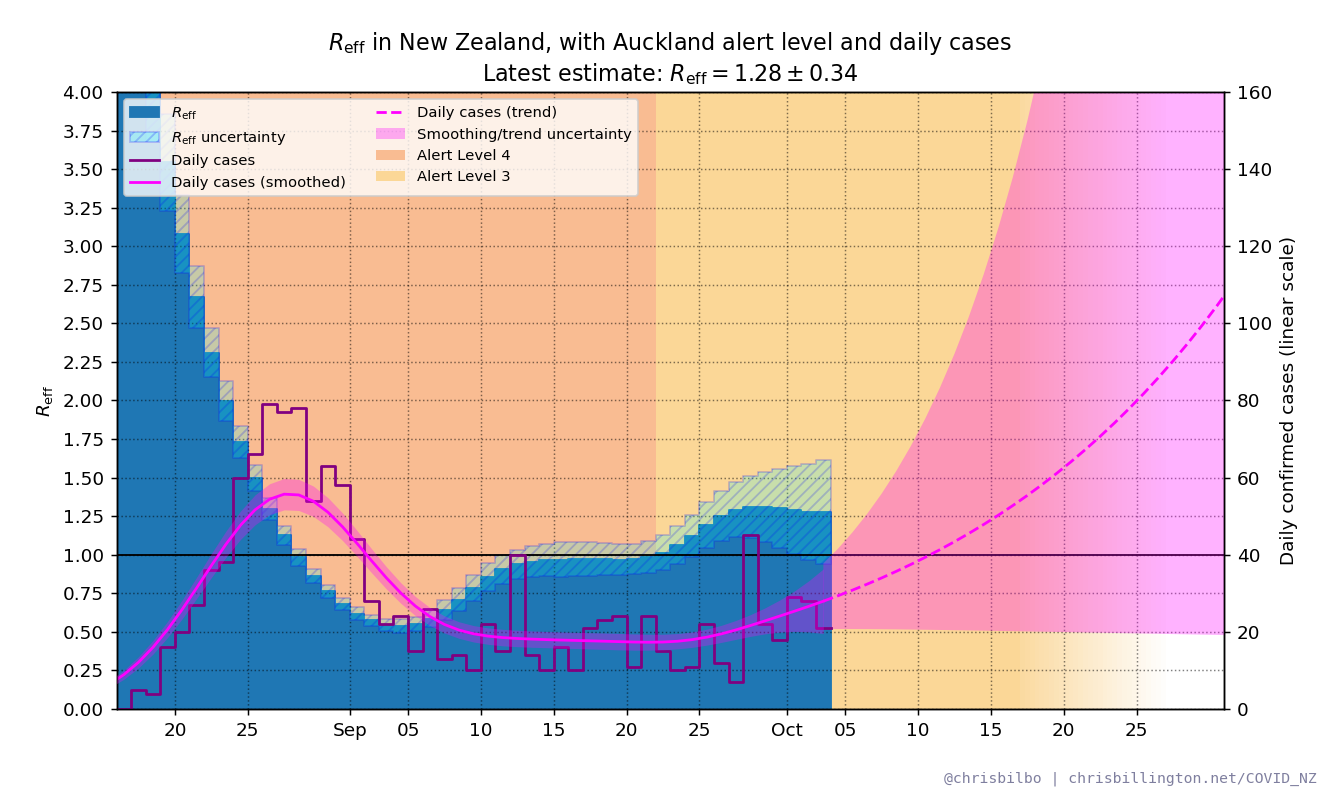 R_eff in New Zealand, with Auckland alert level and daily cases
Latest estimate: R_eff = 1.28 ± 0.34
R_eff
R_eff uncertainty
Daily cases
Daily cases (smoothed)
Daily cases (trend)
Smoothing/trend uncertainty
Alert Level 4
Alert Level 3
R_eff
4.00
3.75
3.50
3.25
3.00
2.75
2.50
2.25
2.00
1.75
1.50
1.25
1.00
0.75
0.50
0.25
0.00
160
140
120
100
80
60
40
20
0
Daily confirmed cases (linear scale)
20 25 Sep 05 10 15 20 25 Oct 05 10 15 20 25
@chrisbilbo | chrisbillington.net/COVID_NZ